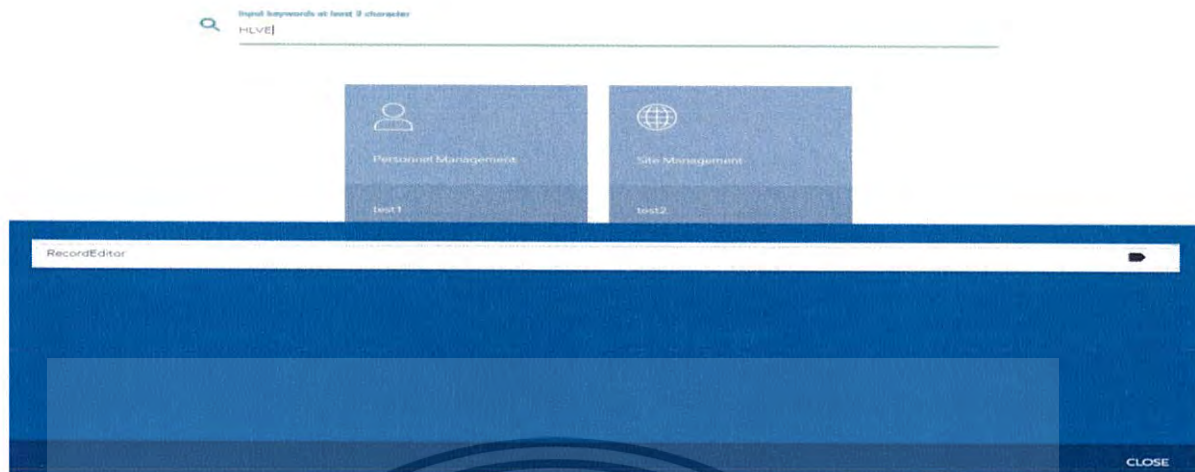 Input keywords at least 3 character
HLVE
Personnel Management
Site Management
test1
test2
RecordEditor
CLOSE